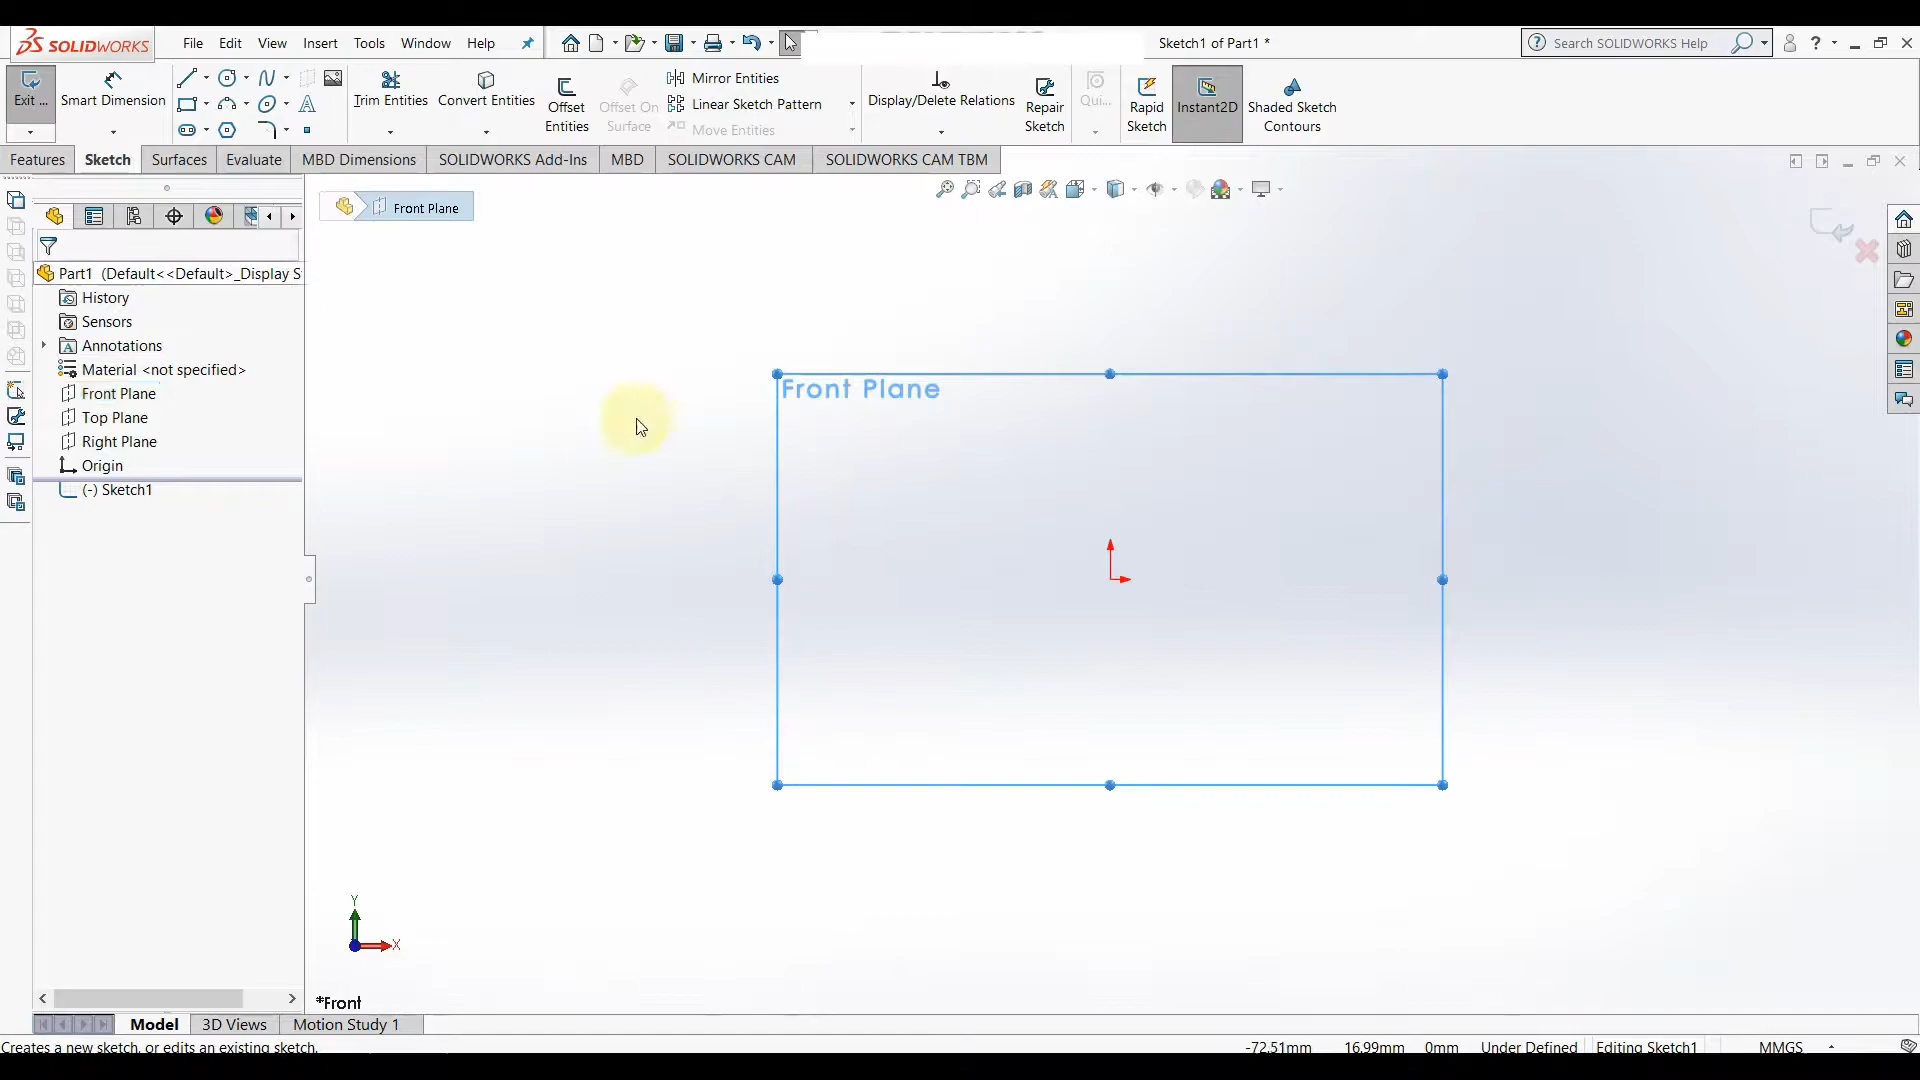 SOLIDWORKS File Edit View Insert Tools Window Help Sketch1 of Part1 * Search SOLIDWORKS Help ?
Exit ... Smart Dimension Trim Entities Convert Entities Offset Entities Offset On Surface Mirror Entities Linear Sketch Pattern Move Entities Display/Delete Relations Repair Sketch Qui... Rapid Sketch Instant2D Shaded Sketch Contours
Features Sketch Surfaces Evaluate MBD Dimensions SOLIDWORKS Add-Ins MBD SOLIDWORKS CAM SOLIDWORKS CAM TBM
Front Plane
Part1 (Default<<Default>_Display S
History
Sensors
Annotations
Material <not specified>
Front Plane
Top Plane
Right Plane
Origin
(-) Sketch1
Front Plane
Y
X
*Front
Model 3D Views Motion Study 1
Creates a new sketch, or edits an existing sketch. -72.51mm 16.99mm 0mm Under Defined Editing Sketch1 MMGS